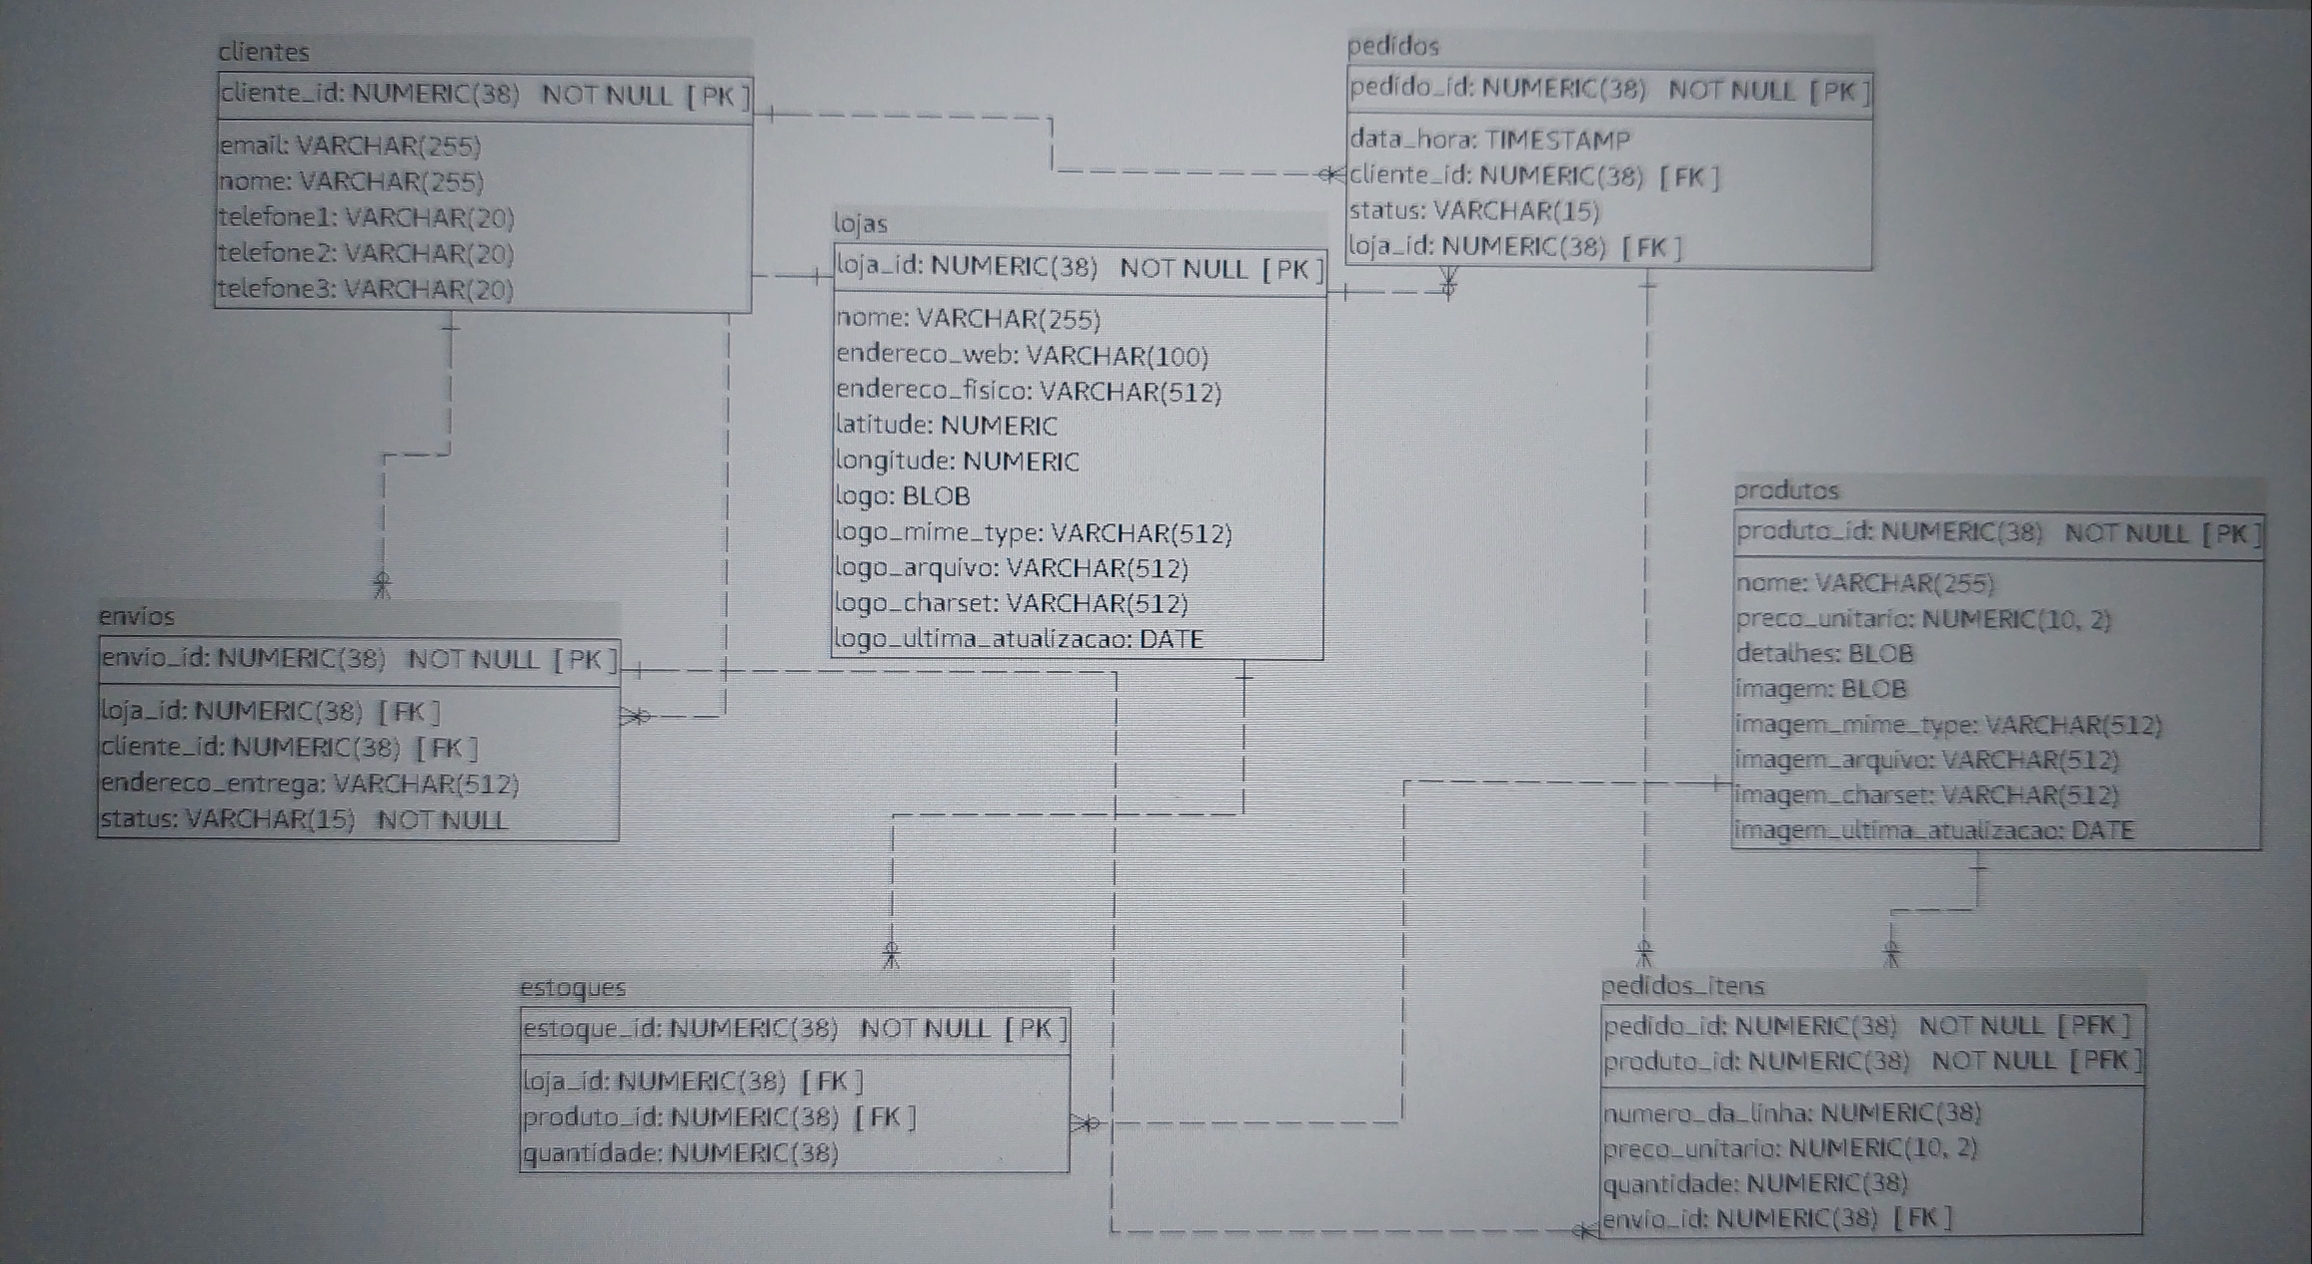 clientes
cliente_id: NUMERIC(38) NOT NULL [ PK ]
email: VARCHAR(255)
nome: VARCHAR(255)
telefone1: VARCHAR(20)
telefone2: VARCHAR(20)
telefone3: VARCHAR(20)
pedidos
pedido_id: NUMERIC(38) NOT NULL [ PK ]
data_hora: TIMESTAMP
cliente_id: NUMERIC(38) [ FK ]
status: VARCHAR(15)
loja_id: NUMERIC(38) [ FK ]
lojas
loja_id: NUMERIC(38) NOT NULL [ PK ]
nome: VARCHAR(255)
endereco_web: VARCHAR(100)
endereco_fisico: VARCHAR(512)
latitude: NUMERIC
longitude: NUMERIC
logo: BLOB
logo_mime_type: VARCHAR(512)
logo_arquivo: VARCHAR(512)
logo_charset: VARCHAR(512)
logo_ultima_atualizacao: DATE
produtos
produto_id: NUMERIC(38) NOT NULL [ PK ]
nome: VARCHAR(255)
preco_unitario: NUMERIC(10, 2)
detalhes: BLOB
imagem: BLOB
imagem_mime_type: VARCHAR(512)
imagem_arquivo: VARCHAR(512)
imagem_charset: VARCHAR(512)
imagem_ultima_atualizacao: DATE
envios
envio_id: NUMERIC(38) NOT NULL [ PK ]
loja_id: NUMERIC(38) [ FK ]
cliente_id: NUMERIC(38) [ FK ]
endereco_entrega: VARCHAR(512)
status: VARCHAR(15) NOT NULL
estoques
estoque_id: NUMERIC(38) NOT NULL [ PK ]
loja_id: NUMERIC(38) [ FK ]
produto_id: NUMERIC(38) [ FK ]
quantidade: NUMERIC(38)
pedidos_itens
pedido_id: NUMERIC(38) NOT NULL [ PFK ]
produto_id: NUMERIC(38) NOT NULL [ PFK ]
numero_da_linha: NUMERIC(38)
preco_unitario: NUMERIC(10, 2)
quantidade: NUMERIC(38)
envio_id: NUMERIC(38) [ FK ]